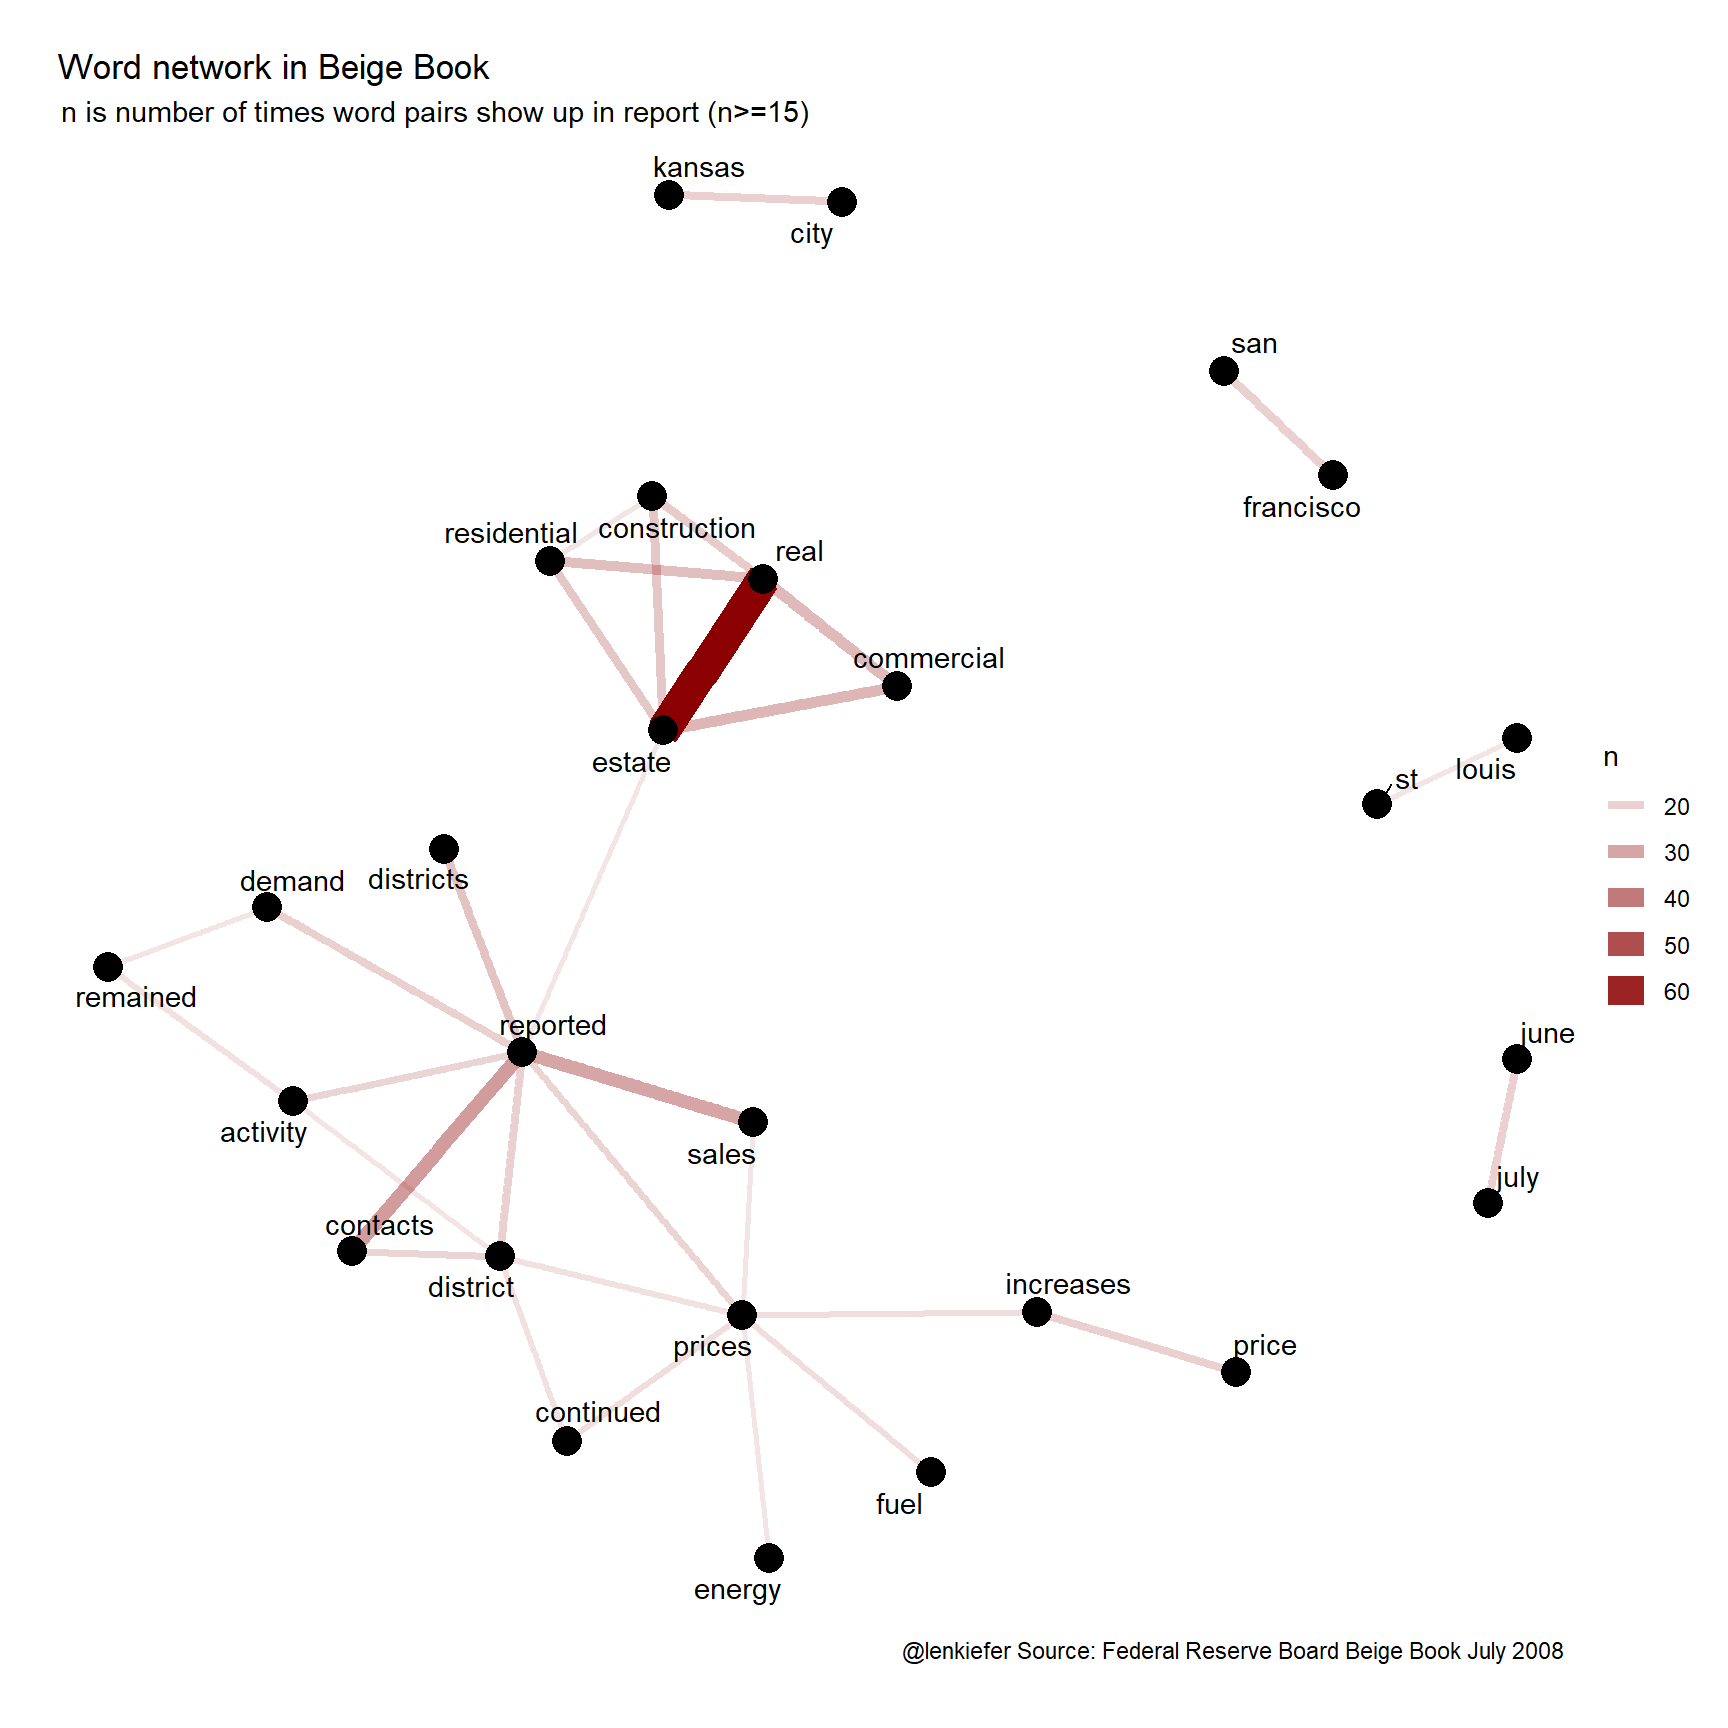 Word network in Beige Book
n is number of times word pairs show up in report (n>=15)
kansas
city
san
francisco
construction
residential
real
commercial
estate
louis
st
n
20
30
40
50
60
districts
demand
remained
reported
june
activity
sales
july
contacts
district
increases
prices
price
continued
fuel
energy
@lenkiefer Source: Federal Reserve Board Beige Book July 2008